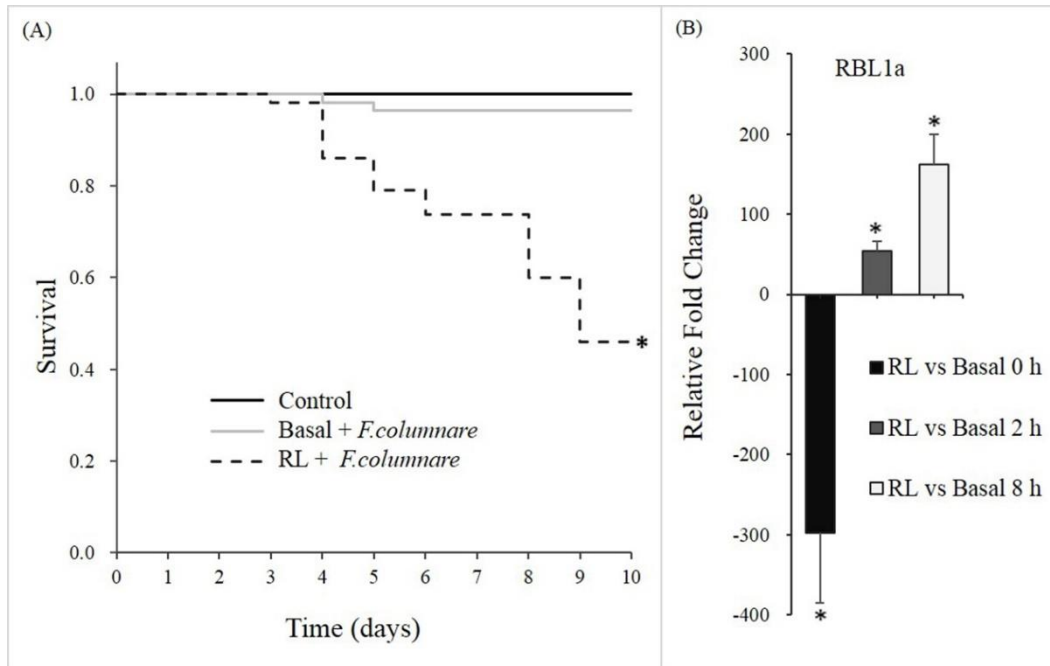 (A)
1.0
0.8
0.6
0.4
0.2
0.0
Survival
Control
Basal + F.columnare
RL + F.columnare
*
0 1 2 3 4 5 6 7 8 9 10
Time (days)
(B)
RBL1a
300
200
100
0
-100
-200
-300
-400
Relative Fold Change
*
*
*
RL vs Basal 0 h
RL vs Basal 2 h
RL vs Basal 8 h